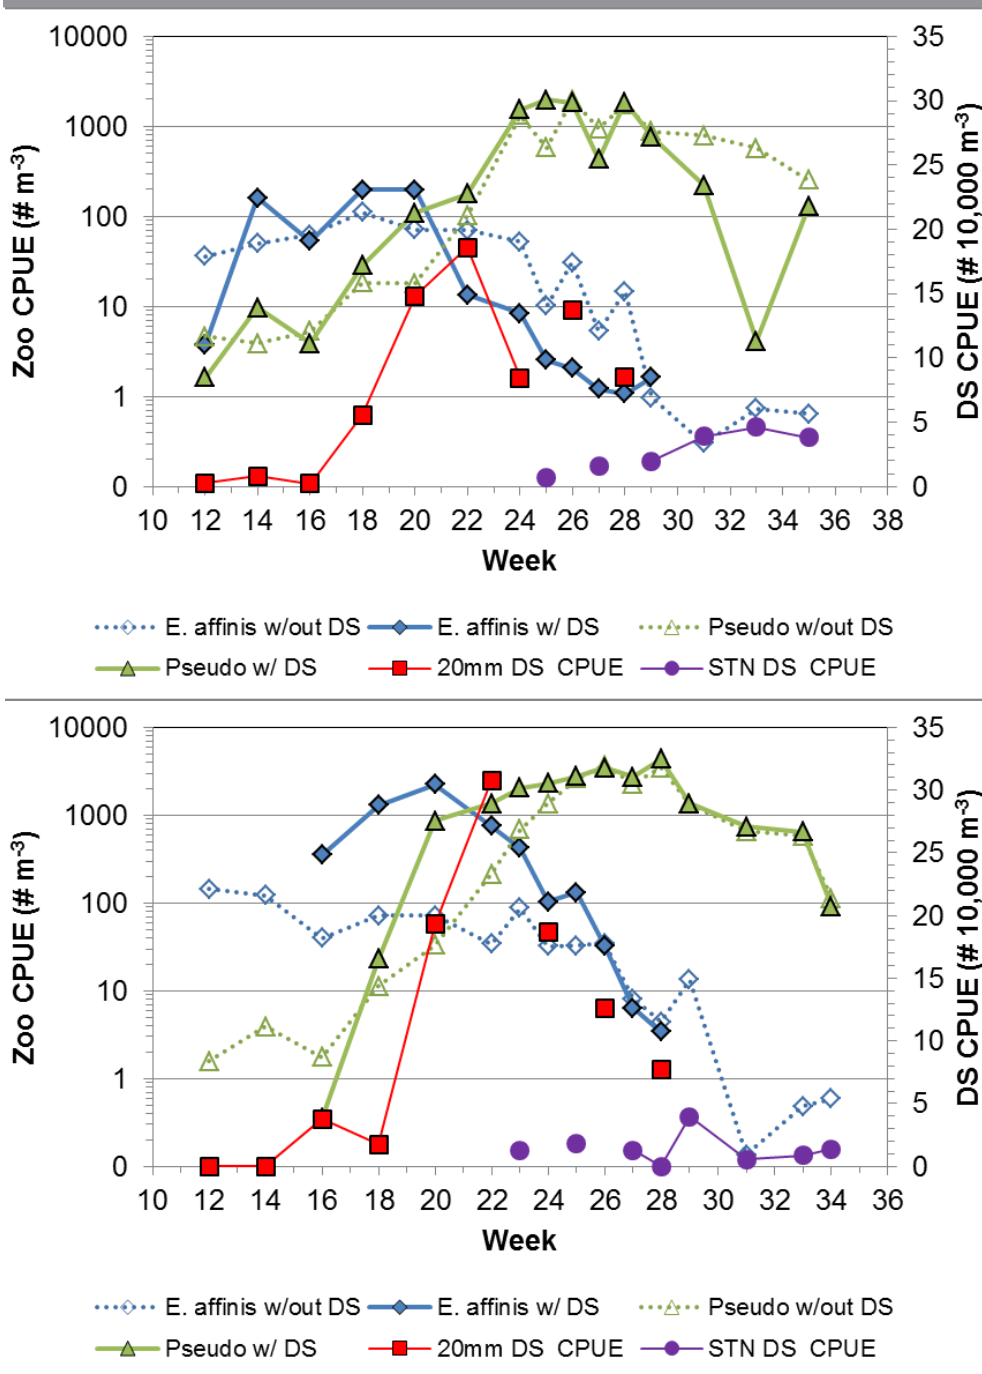 10000
1000
100
10
1
0
Zoo CPUE (# m-3)
35
30
25
20
15
10
5
0
DS CPUE (# 10,000 m-3)
10 12 14 16 18 20 22 24 26 28 30 32 34 36 38
Week
E. affinis w/out DS E. affinis w/ DS Pseudo w/out DS
Pseudo w/ DS 20mm DS CPUE STN DS CPUE
10000
1000
100
10
1
0
Zoo CPUE (# m-3)
35
30
25
20
15
10
5
0
DS CPUE (# 10,000 m-3)
10 12 14 16 18 20 22 24 26 28 30 32 34 36
Week
E. affinis w/out DS E. affinis w/ DS Pseudo w/out DS
Pseudo w/ DS 20mm DS CPUE STN DS CPUE